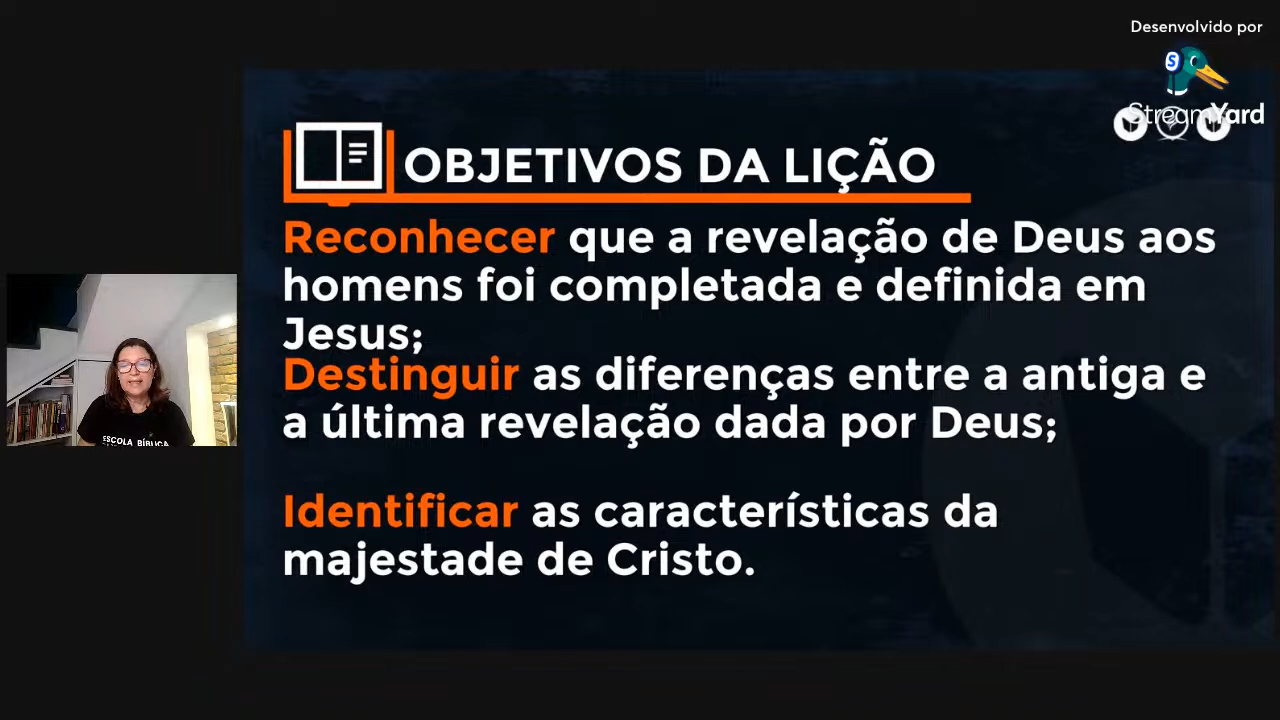 Desenvolvido por
StreamYard
OBJETIVOS DA LIÇÃO
Reconhecer que a revelação de Deus aos
homens foi completada e definida em
Jesus;
Destinguir as diferenças entre a antiga e
a última revelação dada por Deus;
Identificar as características da
majestade de Cristo.
ESCOLA BÍBLICA